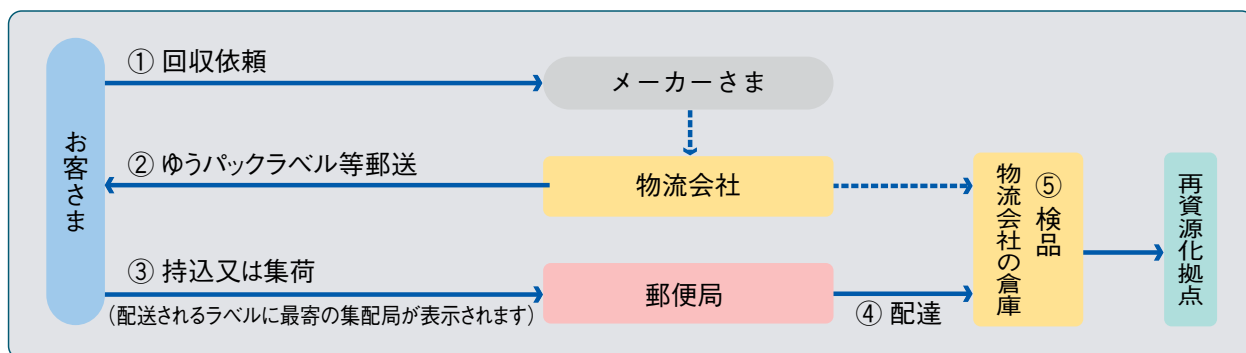 お客さま
① 回収依頼
メーカーさま
② ゆうパックラベル等郵送
物流会社
③ 持込又は集荷
（配送されるラベルに最寄の集配局が表示されます）
郵便局
④ 配達
⑤ 検品
物流会社の倉庫
再資源化拠点